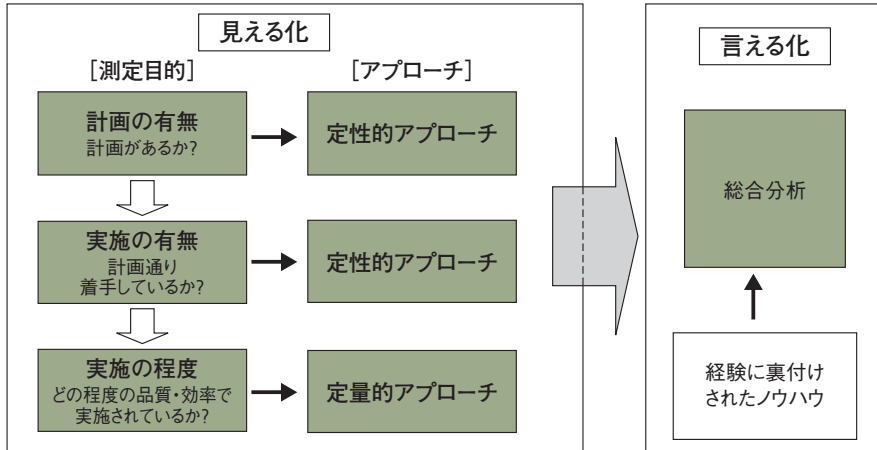 見える化
[測定目的]
[アプローチ]
計画の有無
計画があるか?
定性的アプローチ
実施の有無
計画通り
着手しているか?
定性的アプローチ
実施の程度
どの程度の品質・効率で
実施されているか?
定量的アプローチ
言える化
総合分析
経験に裏付け
されたノウハウ